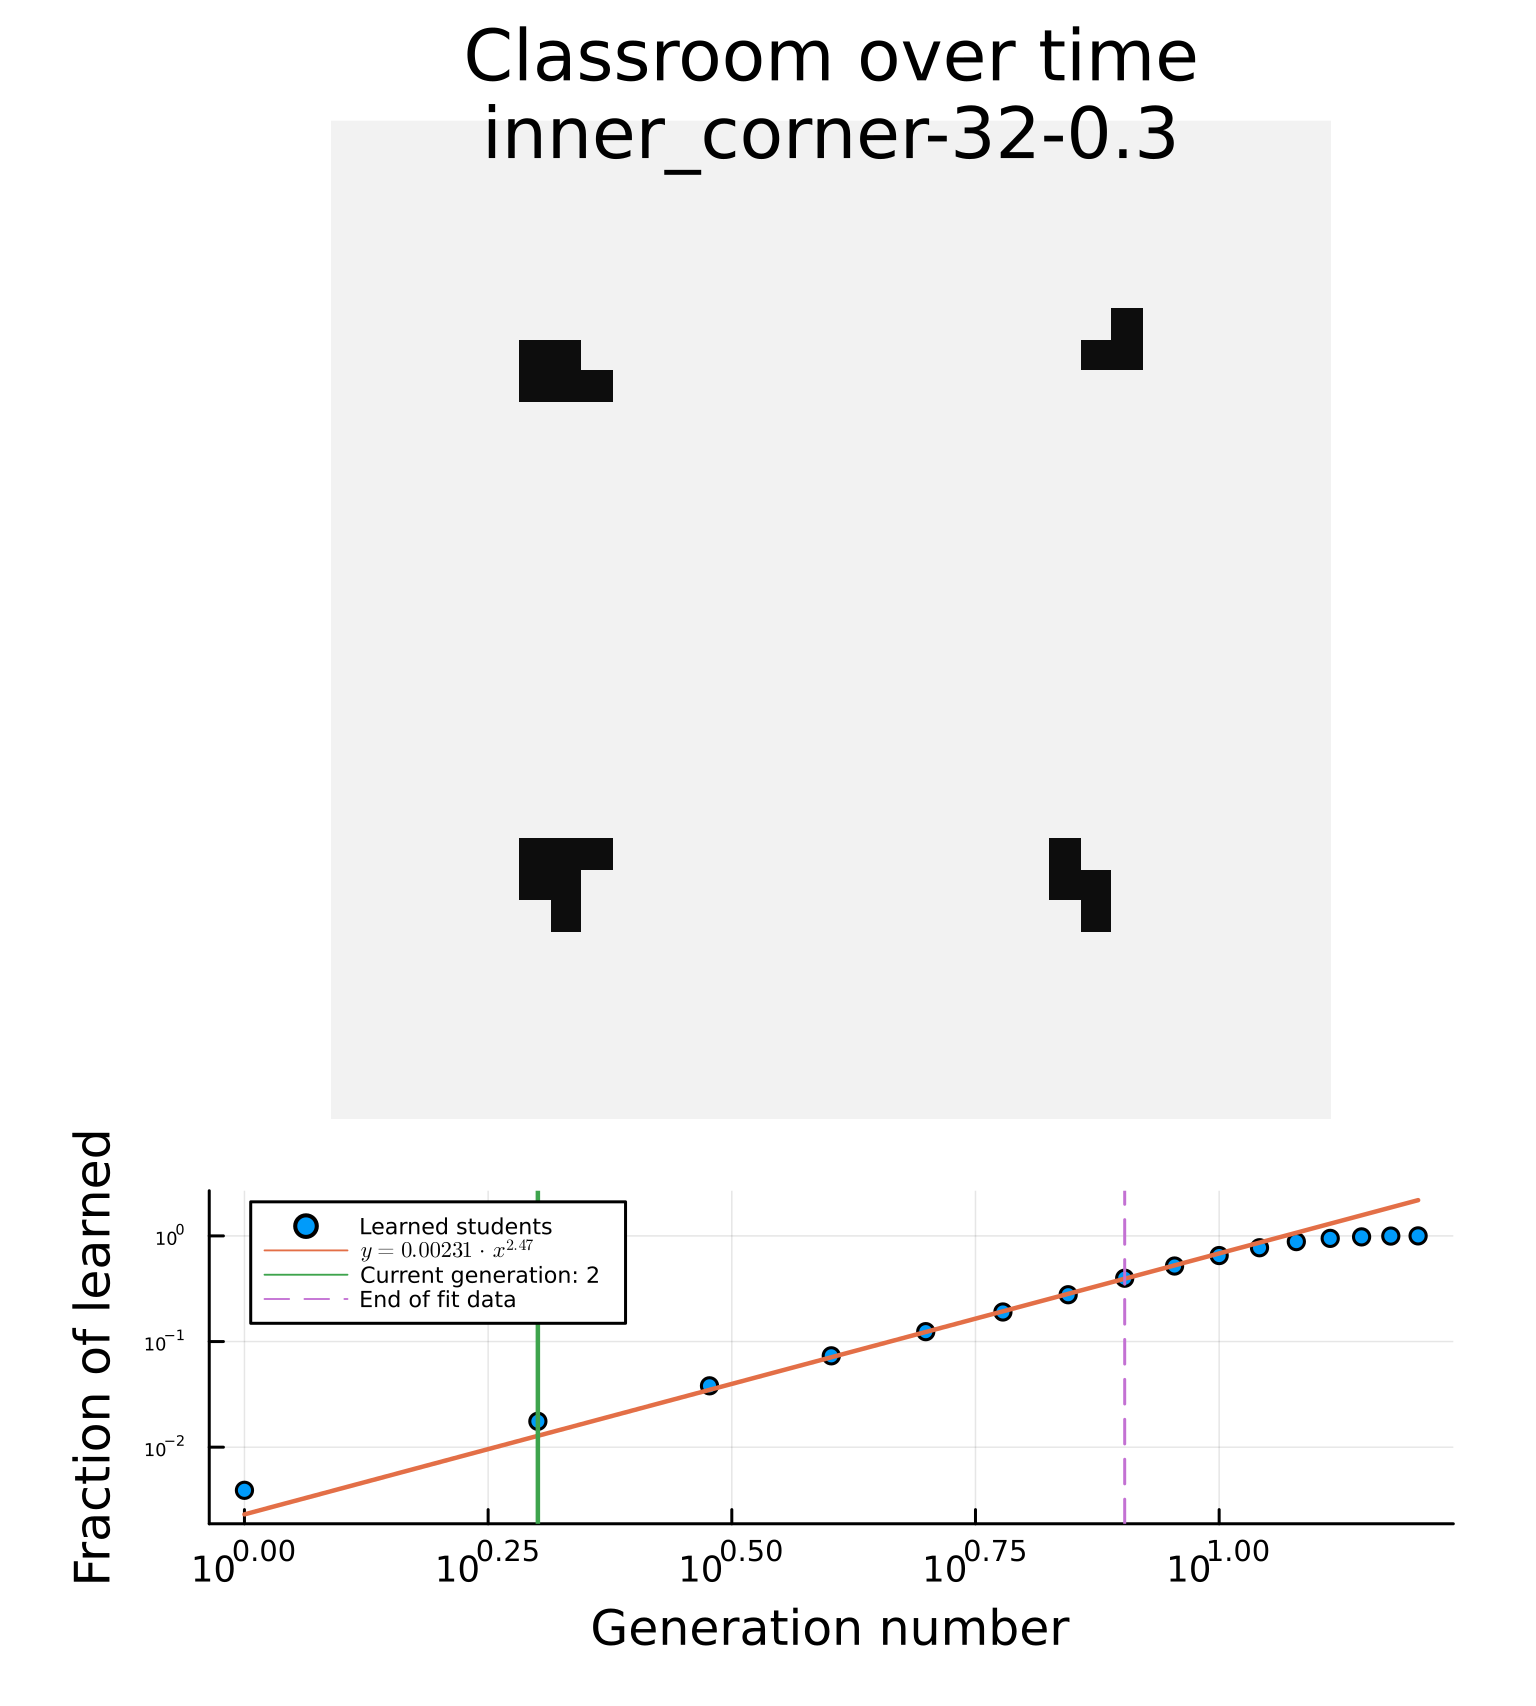 Classroom over time
inner_corner-32-0.3
Fraction of learned
10^0
10^-1
10^-2
Learned students
y = 0.00231 · x^2.47
Current generation: 2
End of fit data
10^0.00 10^0.25 10^0.50 10^0.75 10^1.00
Generation number